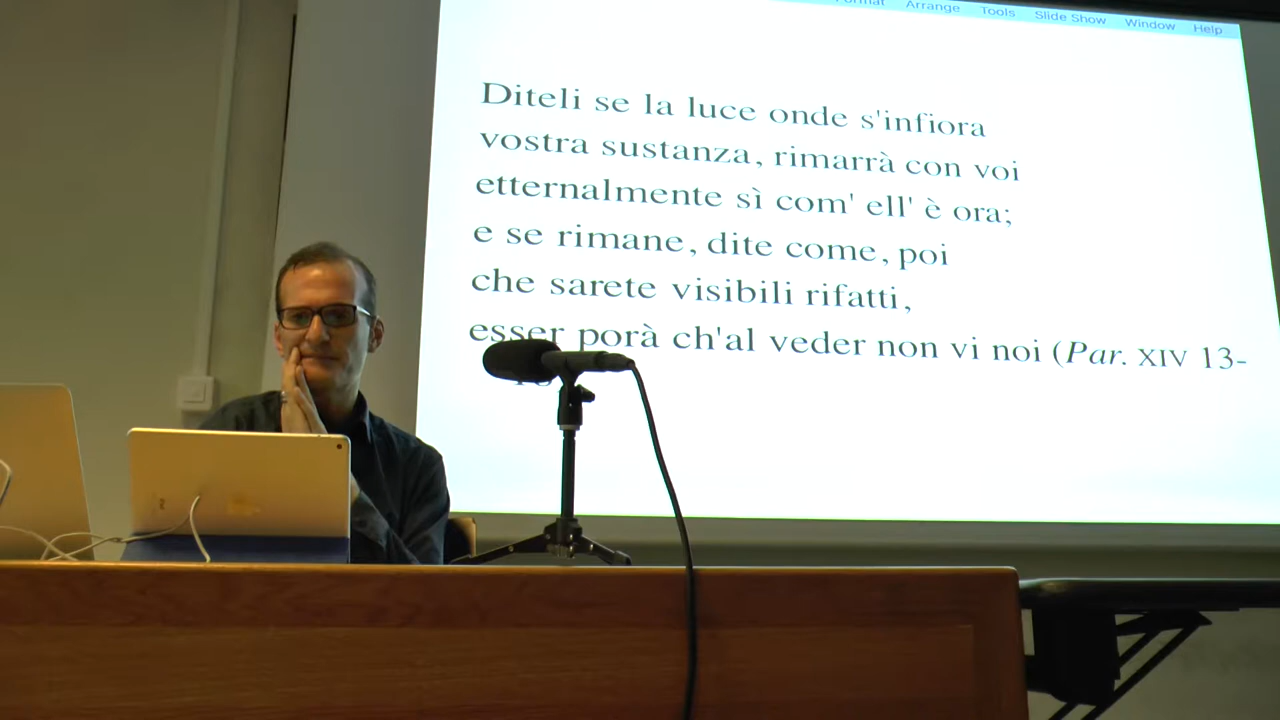 Format Arrange Tools Slide Show Window Help
Diteli se la luce onde s'infiora
vostra sustanza, rimarrà con voi
etternalmente sì com' ell' è ora;
e se rimane, dite come, poi
che sarete visibili rifatti,
esser porà ch'al veder non vi noi (Par. XIV 13-